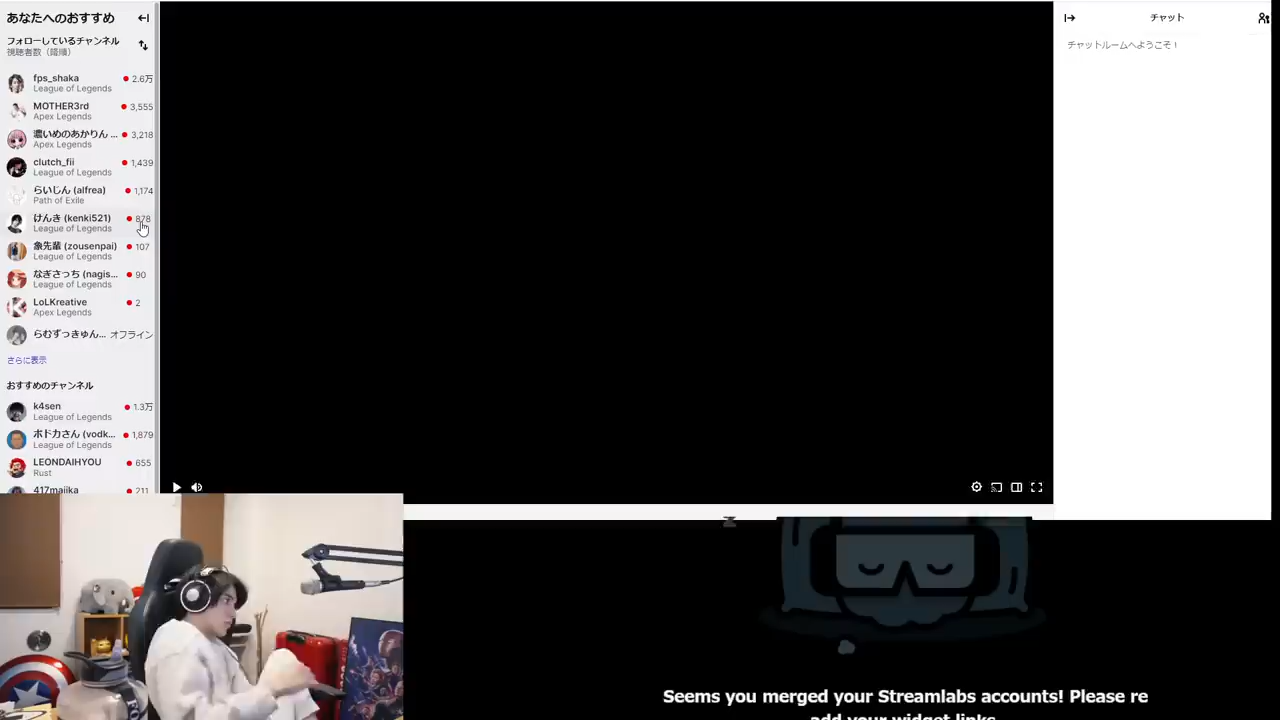 あなたへのおすすめ
フォローしているチャンネル
視聴者数（降順）
fps_shaka
2.6万
League of Legends
MOTHER3rd
3,555
Apex Legends
濃いめのあかりん ...
3,218
Apex Legends
clutch_fii
1,439
League of Legends
らいじん (alfrea)
1,174
Path of Exile
けんき (kenki521)
878
League of Legends
象先輩 (zousenpai)
107
League of Legends
なぎさっち (nagis...
90
League of Legends
LoLKreative
2
Apex Legends
らむずっきゅん...
オフライン
さらに表示
おすすめのチャンネル
k4sen
1.3万
League of Legends
ボドカさん (vodk...
1,879
League of Legends
LEONDAIHYOU
655
Rust
417majika
211
チャット
チャットルームへようこそ！
Seems you merged your Streamlabs accounts! Please re
add your widget links